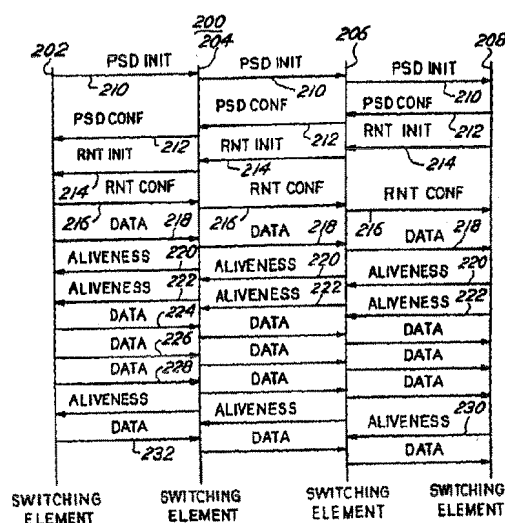 200
202 204 206 208
PSD INIT PSD INIT PSD INIT
210 210 210
PSD CONF PSD CONF PSD CONF
212 212 212
RNT INIT RNT INIT RNT INIT
214 214 214
RNT CONF RNT CONF RNT CONF
216 216 216
DATA 218 DATA 218 DATA 218
ALIVENESS 220 ALIVENESS 220 ALIVENESS 220
ALIVENESS 222 ALIVENESS 222 ALIVENESS 222
DATA 224 DATA DATA
DATA 226 DATA DATA
DATA 228 DATA DATA
ALIVENESS ALIVENESS ALIVENESS 230
DATA DATA DATA
232
SWITCHING SWITCHING SWITCHING SWITCHING
ELEMENT ELEMENT ELEMENT ELEMENT